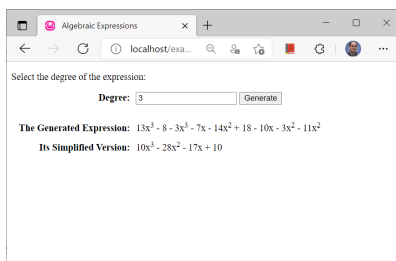 Algebraic Expressions
localhost/exa...
Select the degree of the expression:
Degree: 3 Generate
The Generated Expression: 13x³ - 8 - 3x³ - 7x - 14x² + 18 - 10x - 3x² - 11x²
Its Simplified Version: 10x³ - 28x² - 17x + 10